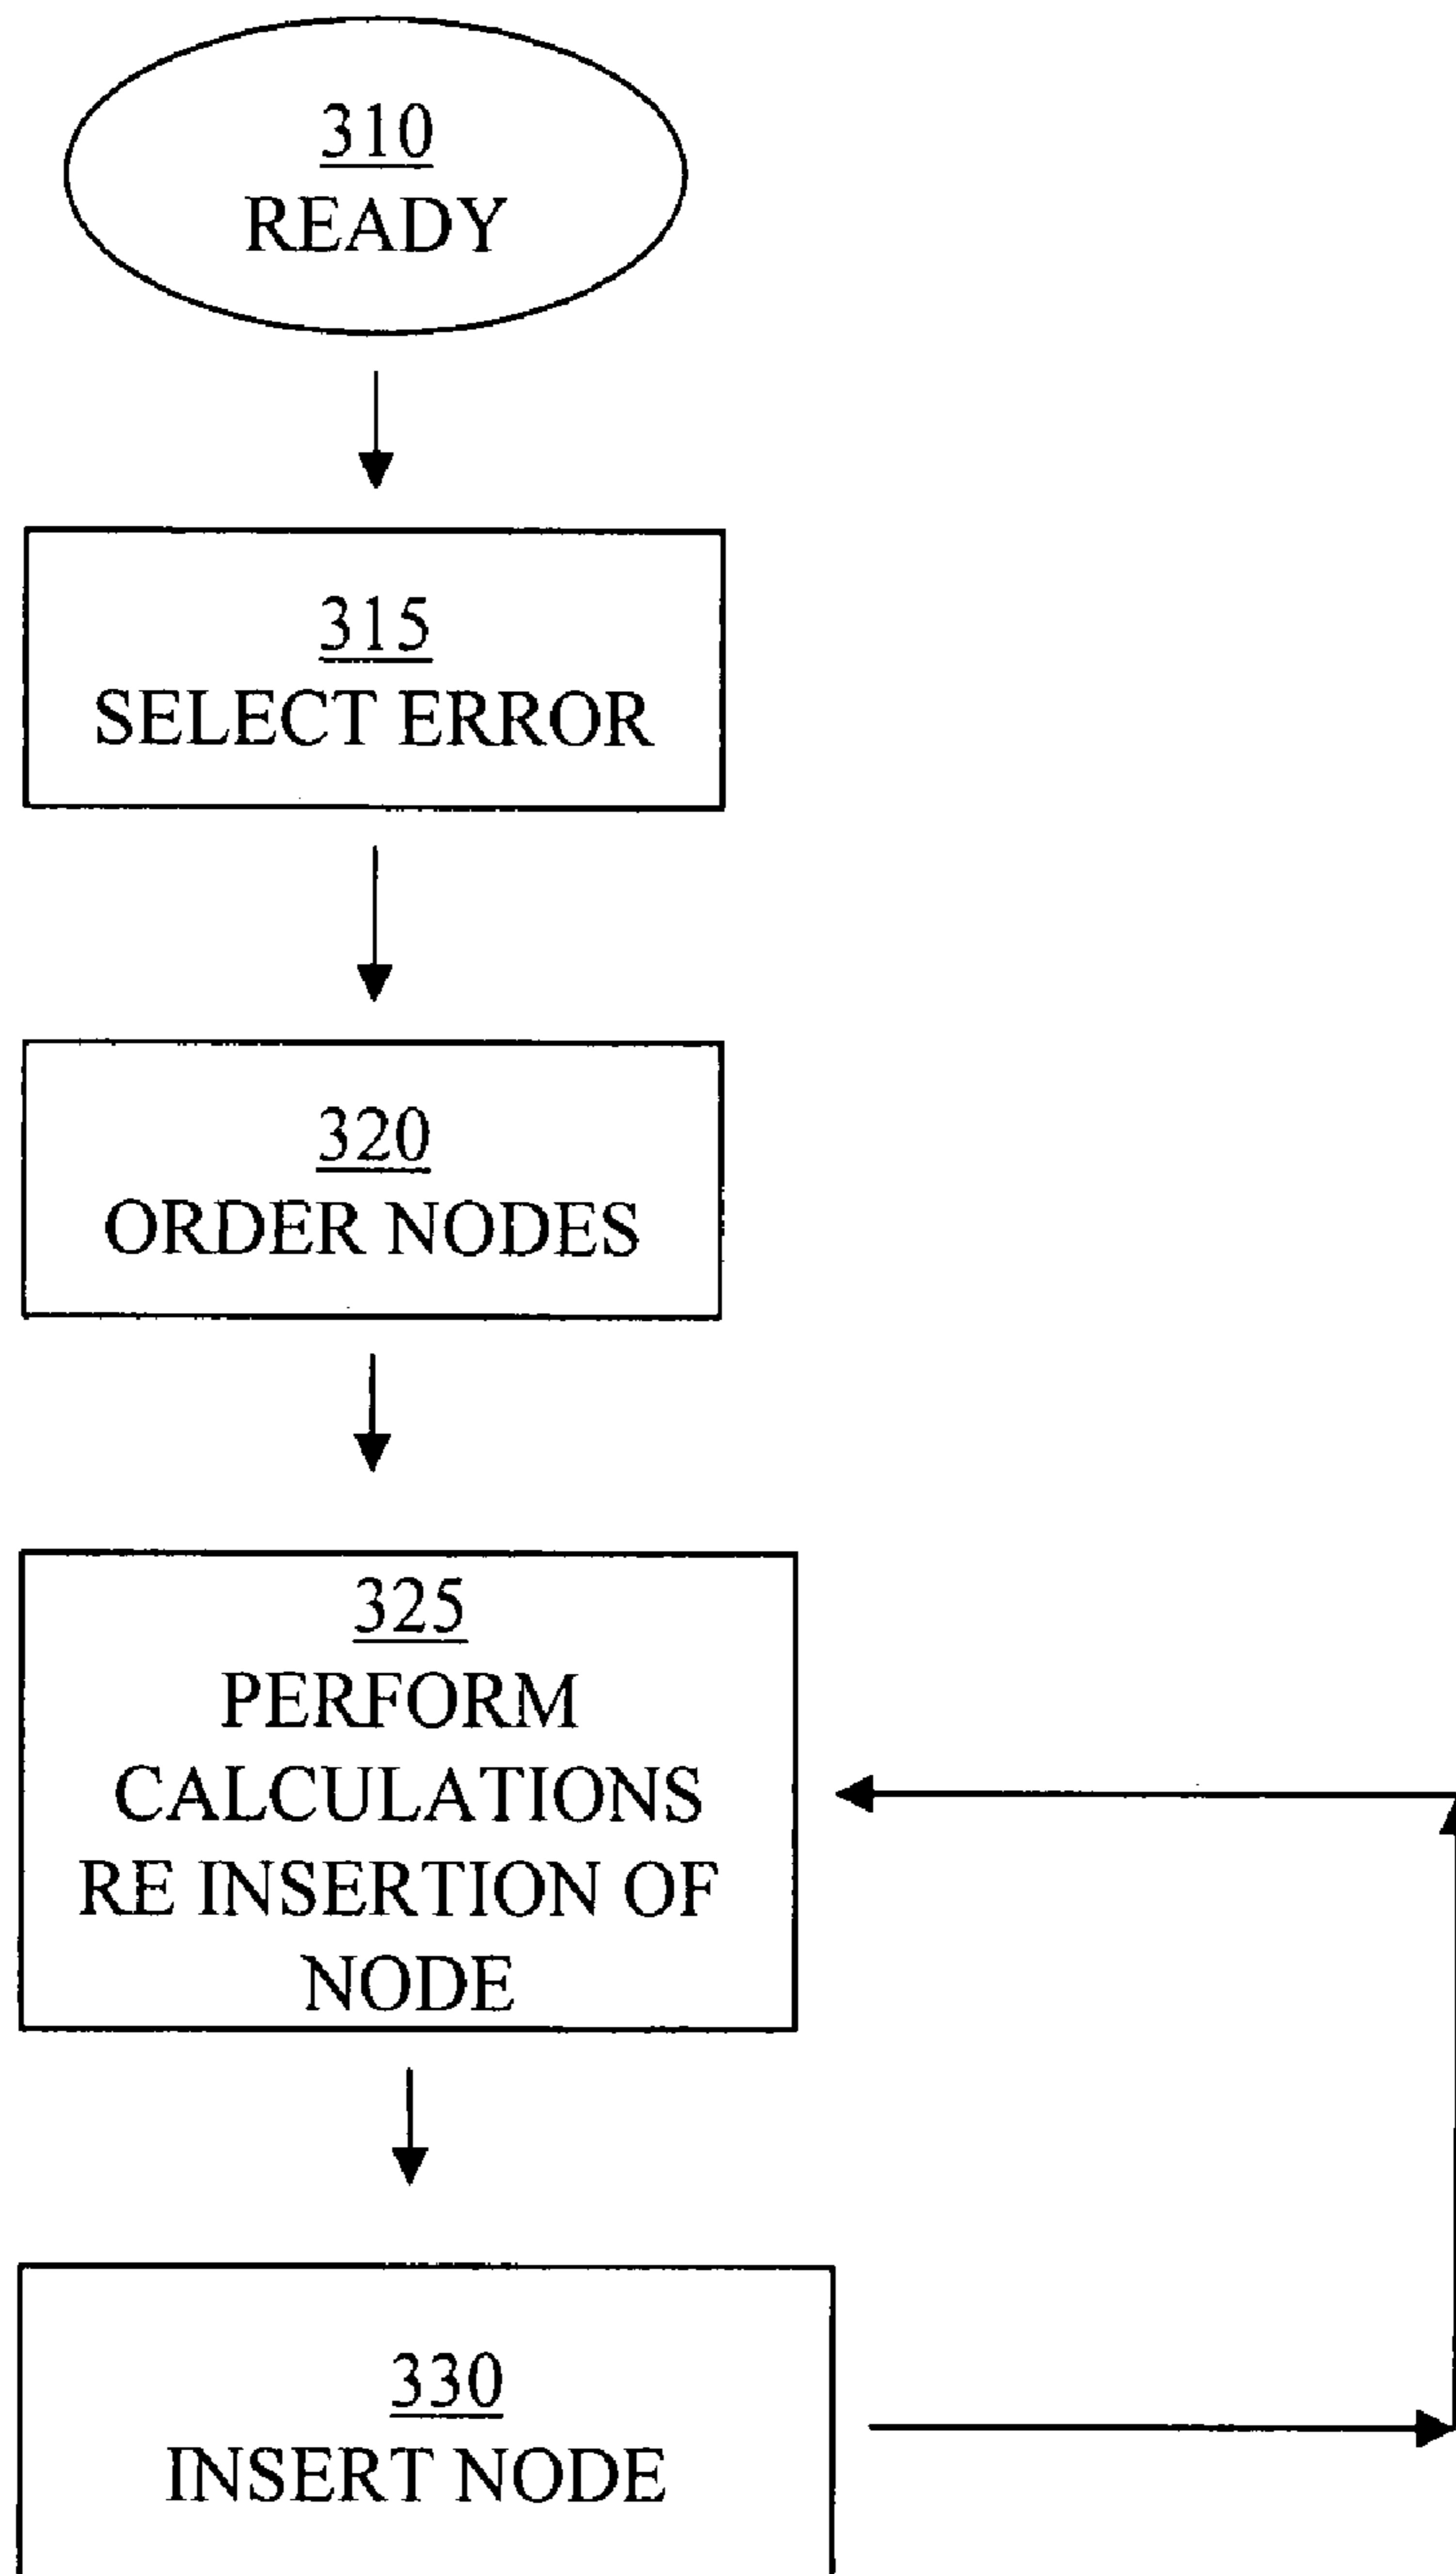 310
READY
315
SELECT ERROR
320
ORDER NODES
325
PERFORM
CALCULATIONS
RE INSERTION OF
NODE
330
INSERT NODE